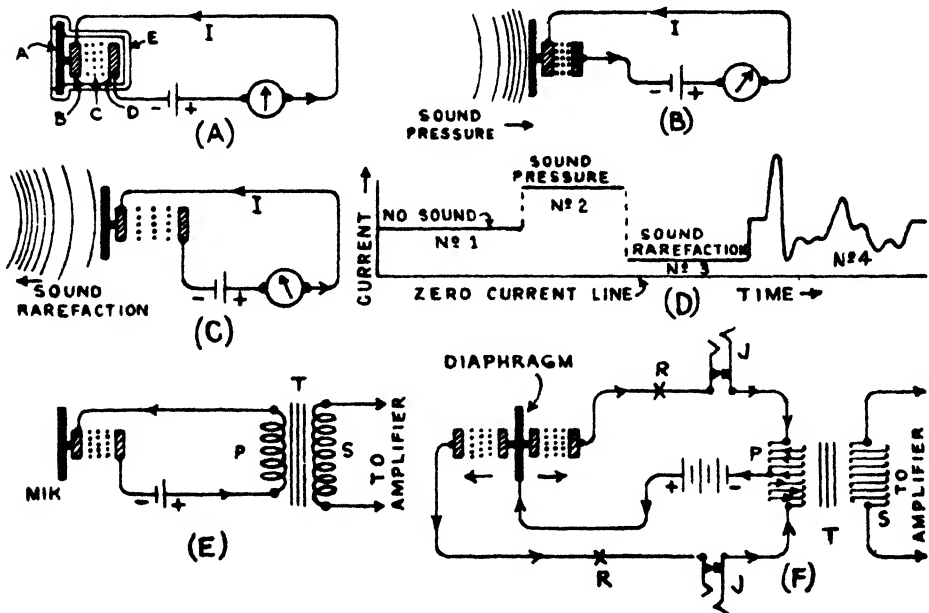 A
B
C
D
E
I
- +
(A)
I
- +
SOUND
PRESSURE →
(B)
I
- +
SOUND
RAREFACTION
(C)
CURRENT →
NO SOUND
Nº 1
SOUND
PRESSURE
Nº 2
SOUND
RAREFACTION
Nº 3
Nº 4
ZERO CURRENT LINE
TIME →
(D)
MIK
- +
P
T
S
TO
AMPLIFIER
(E)
DIAPHRAGM
R
J
+ -
P
T
S
TO
AMPLIFIER
R
J
(F)